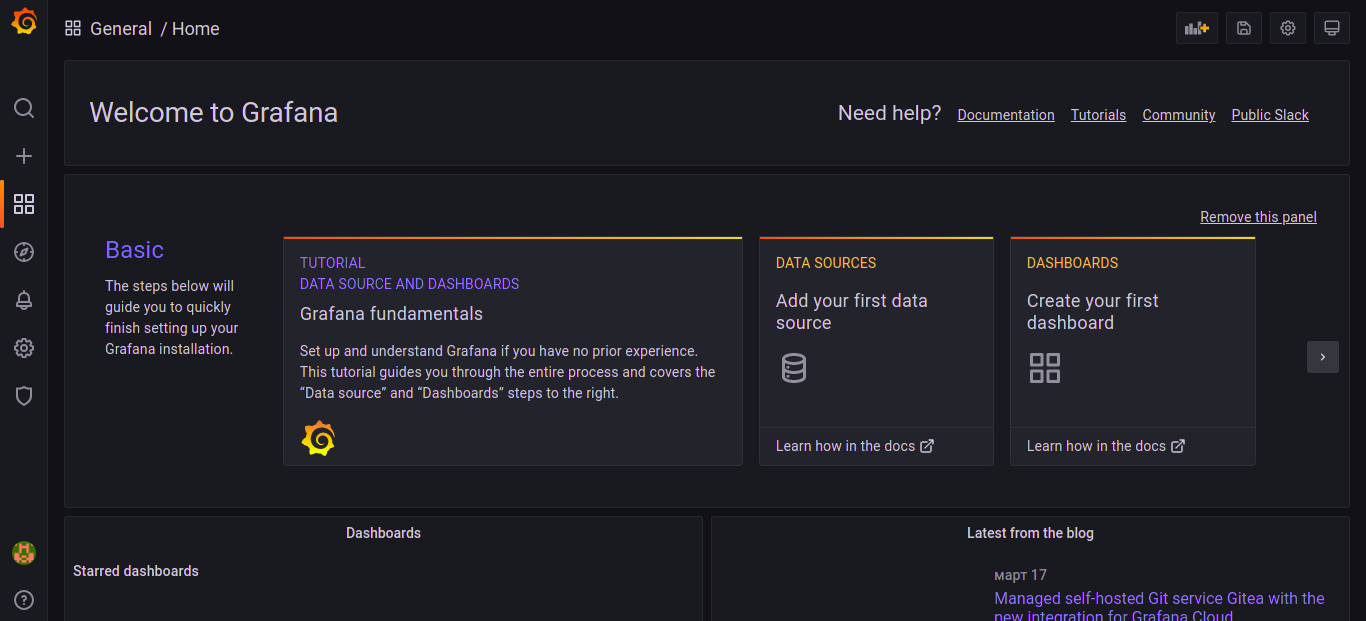 General / Home
Welcome to Grafana
Need help? Documentation Tutorials Community Public Slack
Remove this panel
Basic
The steps below will
guide you to quickly
finish setting up your
Grafana installation.
TUTORIAL
DATA SOURCE AND DASHBOARDS
Grafana fundamentals
Set up and understand Grafana if you have no prior experience.
This tutorial guides you through the entire process and covers the
“Data source” and “Dashboards” steps to the right.
DATA SOURCES
Add your first data
source
Learn how in the docs
DASHBOARDS
Create your first
dashboard
Learn how in the docs
Dashboards
Starred dashboards
Latest from the blog
март 17
Managed self-hosted Git service Gitea with the
new integration for Grafana Cloud